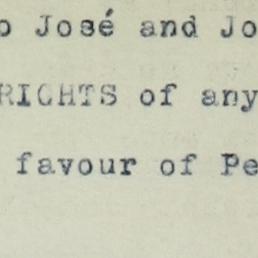 o José and Jo
RIGHTS of any
favour of Pe